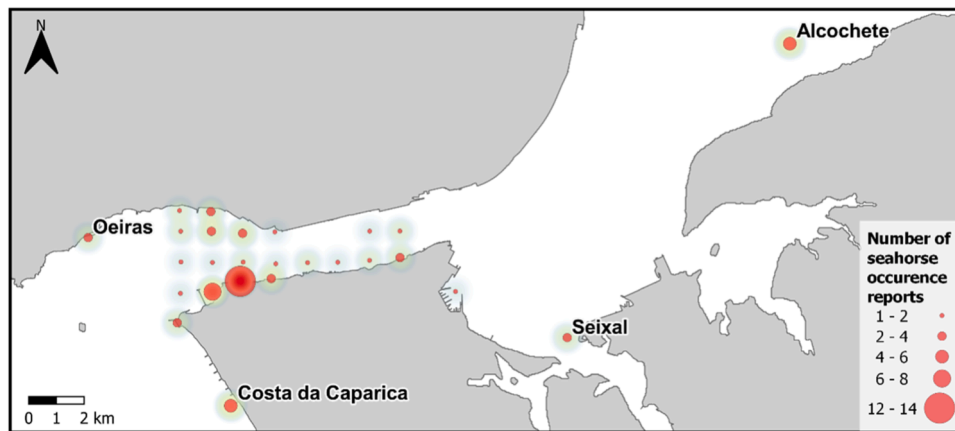 N
Alcochete
Oeiras
Number of
seahorse
occurence
reports
1 - 2
2 - 4
4 - 6
6 - 8
12 - 14
Seixal
Costa da Caparica
0 1 2 km